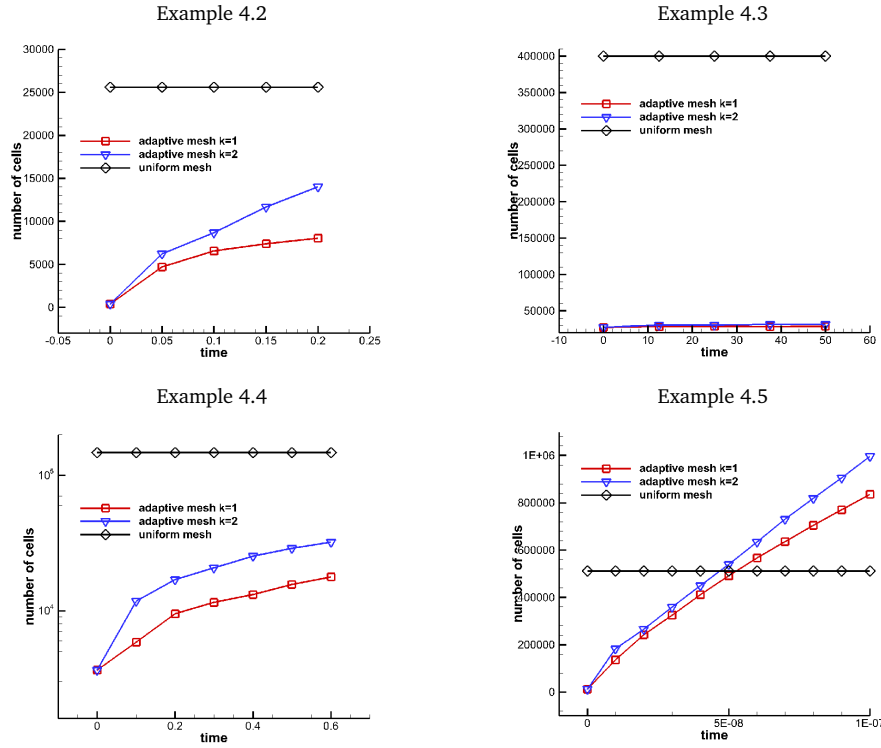 Example 4.2
30000
25000
20000
15000
10000
5000
0
number of cells
adaptive mesh k=1
adaptive mesh k=2
uniform mesh
-0.05
0
0.05
0.1
0.15
0.2
0.25
time
Example 4.3
400000
350000
300000
250000
200000
150000
100000
50000
number of cells
adaptive mesh k=1
adaptive mesh k=2
uniform mesh
-10
0
10
20
30
40
50
60
time
Example 4.4
10^5
10^4
number of cells
adaptive mesh k=1
adaptive mesh k=2
uniform mesh
0
0.2
0.4
0.6
time
Example 4.5
1E+06
800000
600000
400000
200000
0
number of cells
adaptive mesh k=1
adaptive mesh k=2
uniform mesh
0
5E-08
1E-07
time